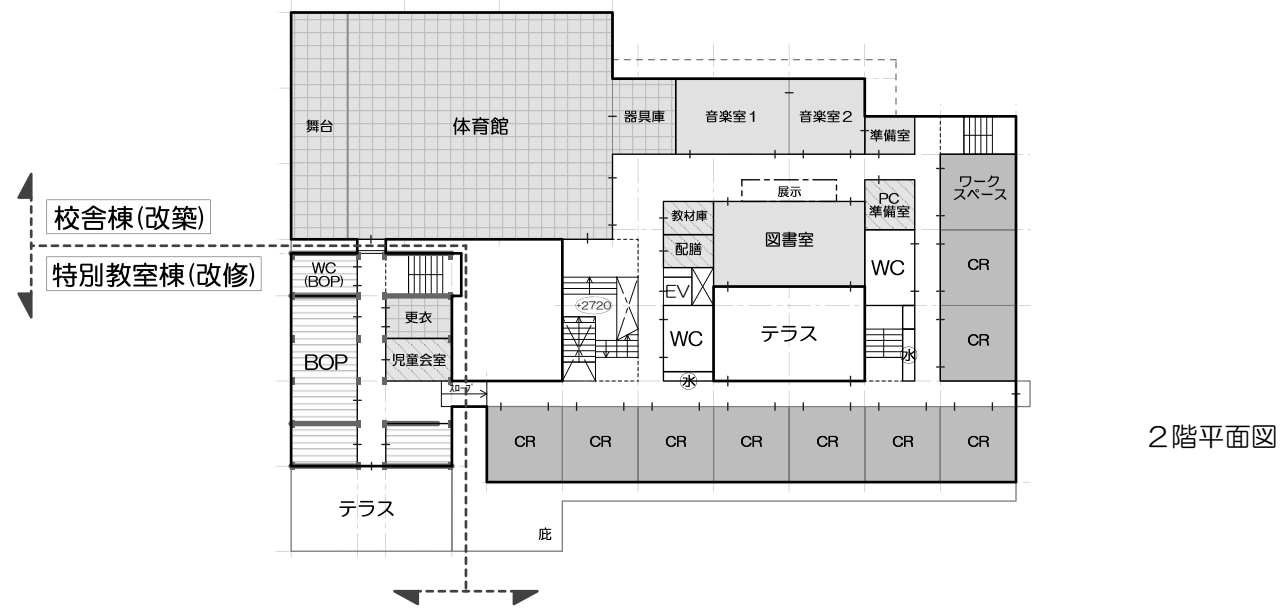 舞台
体育館
器具庫
音楽室1
音楽室2
準備室
ワーク
スペース
展示
PC
準備室
教材庫
配膳
図書室
校舎棟(改築)
特別教室棟(改修)
WC
(BOP)
WC
CR
EV
+2720
更衣
BOP
児童会室
WC
テラス
水
CR
水
スロープ
CR
CR
CR
CR
CR
CR
CR
2階平面図
テラス
庇